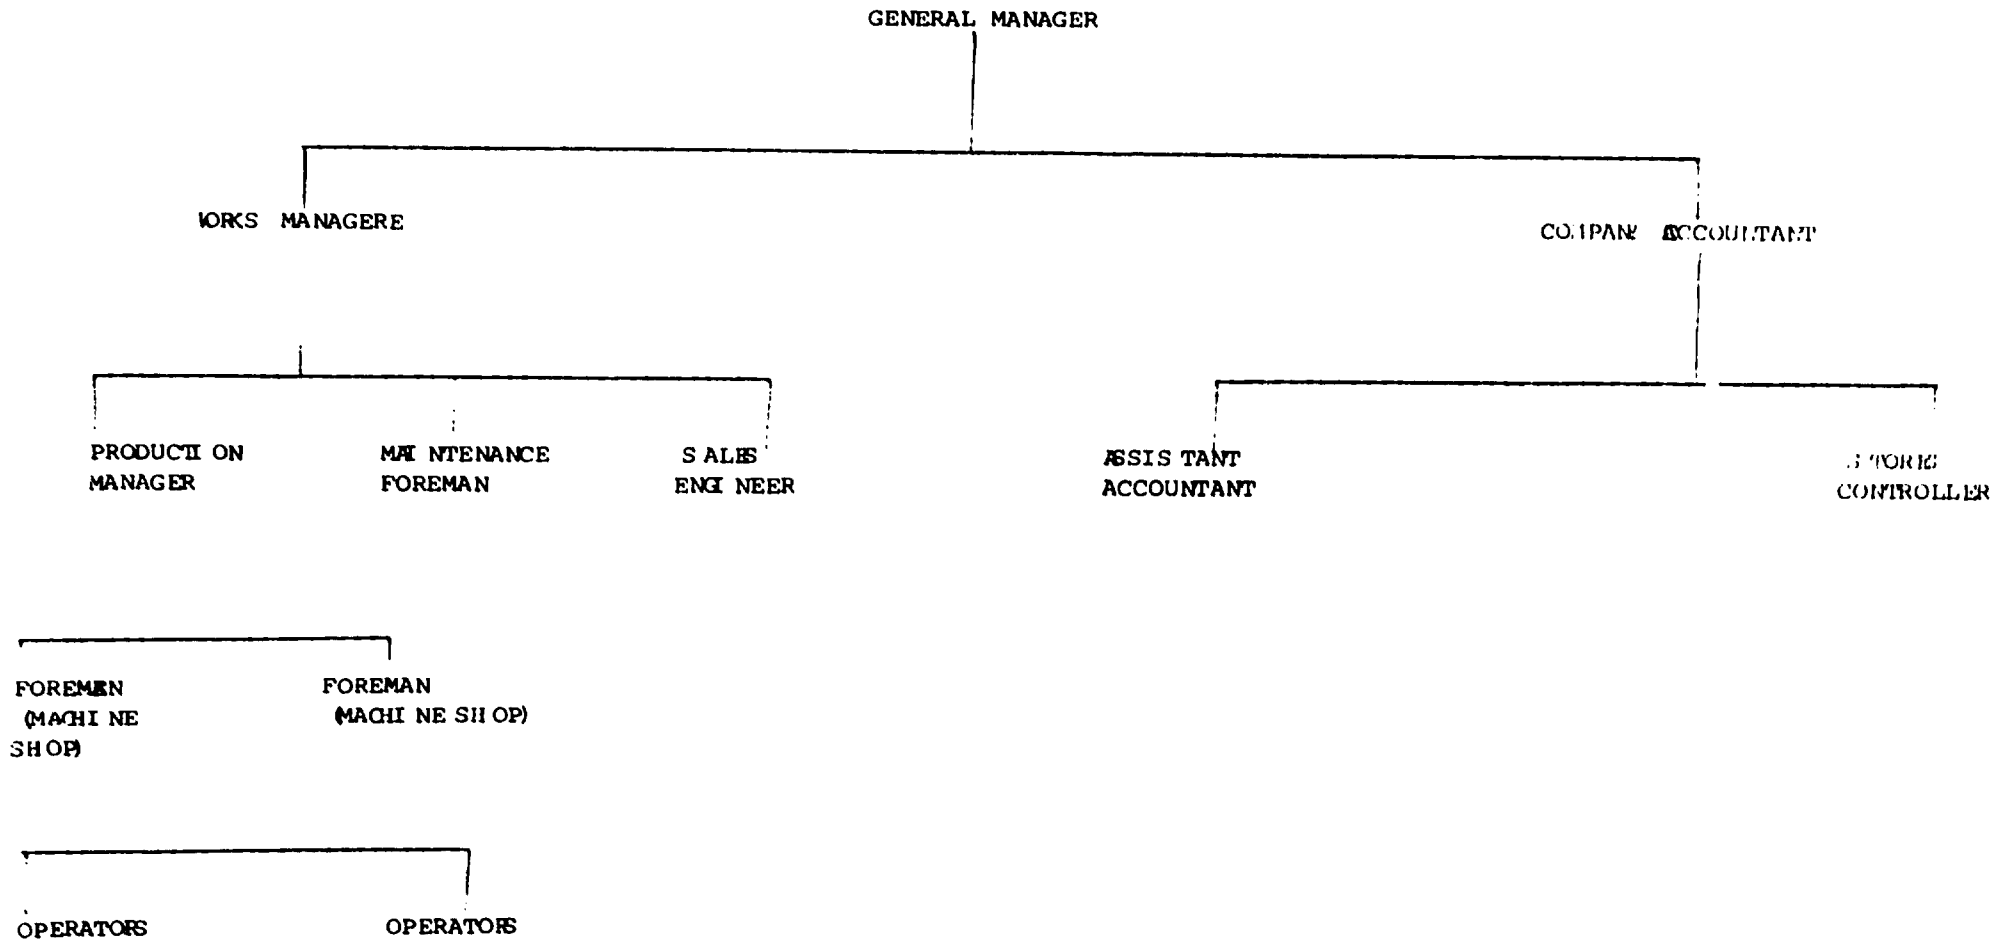 GENERAL MANAGER
WORKS MANAGERE
COMPANY ACCOUNTANT
PRODUCTION
MANAGER
MAINTENANCE
FOREMAN
SALES
ENGINEER
ASSISTANT
ACCOUNTANT
STORES
CONTROLLER
FOREMAN
(MACHINE
SHOP)
FOREMAN
(MACHINE SHOP)
OPERATORS
OPERATORS